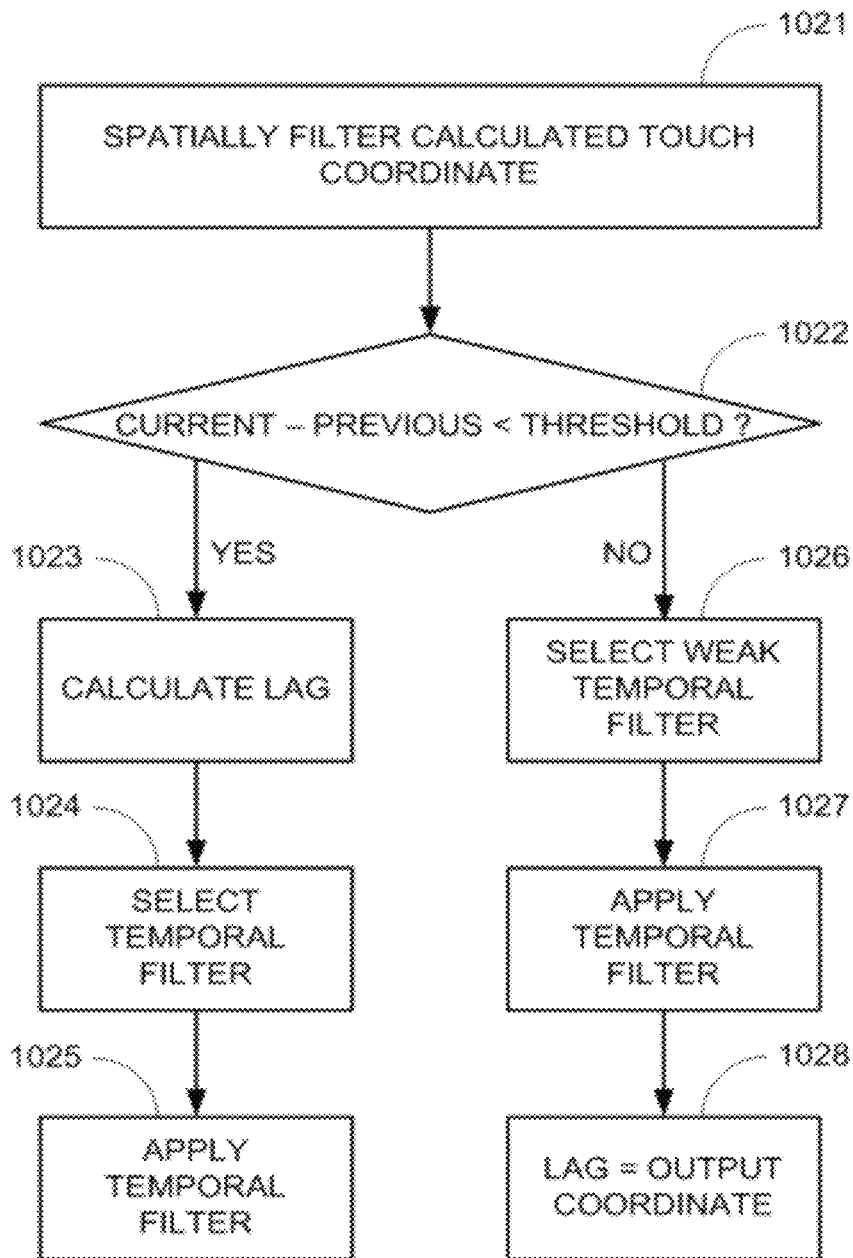 1021
SPATIALLY FILTER CALCULATED TOUCH
COORDINATE
1022
CURRENT – PREVIOUS < THRESHOLD ?
YES
NO
1023
CALCULATE LAG
1026
SELECT WEAK
TEMPORAL
FILTER
1024
SELECT
TEMPORAL
FILTER
1027
APPLY
TEMPORAL
FILTER
1025
APPLY
TEMPORAL
FILTER
1028
LAG = OUTPUT
COORDINATE